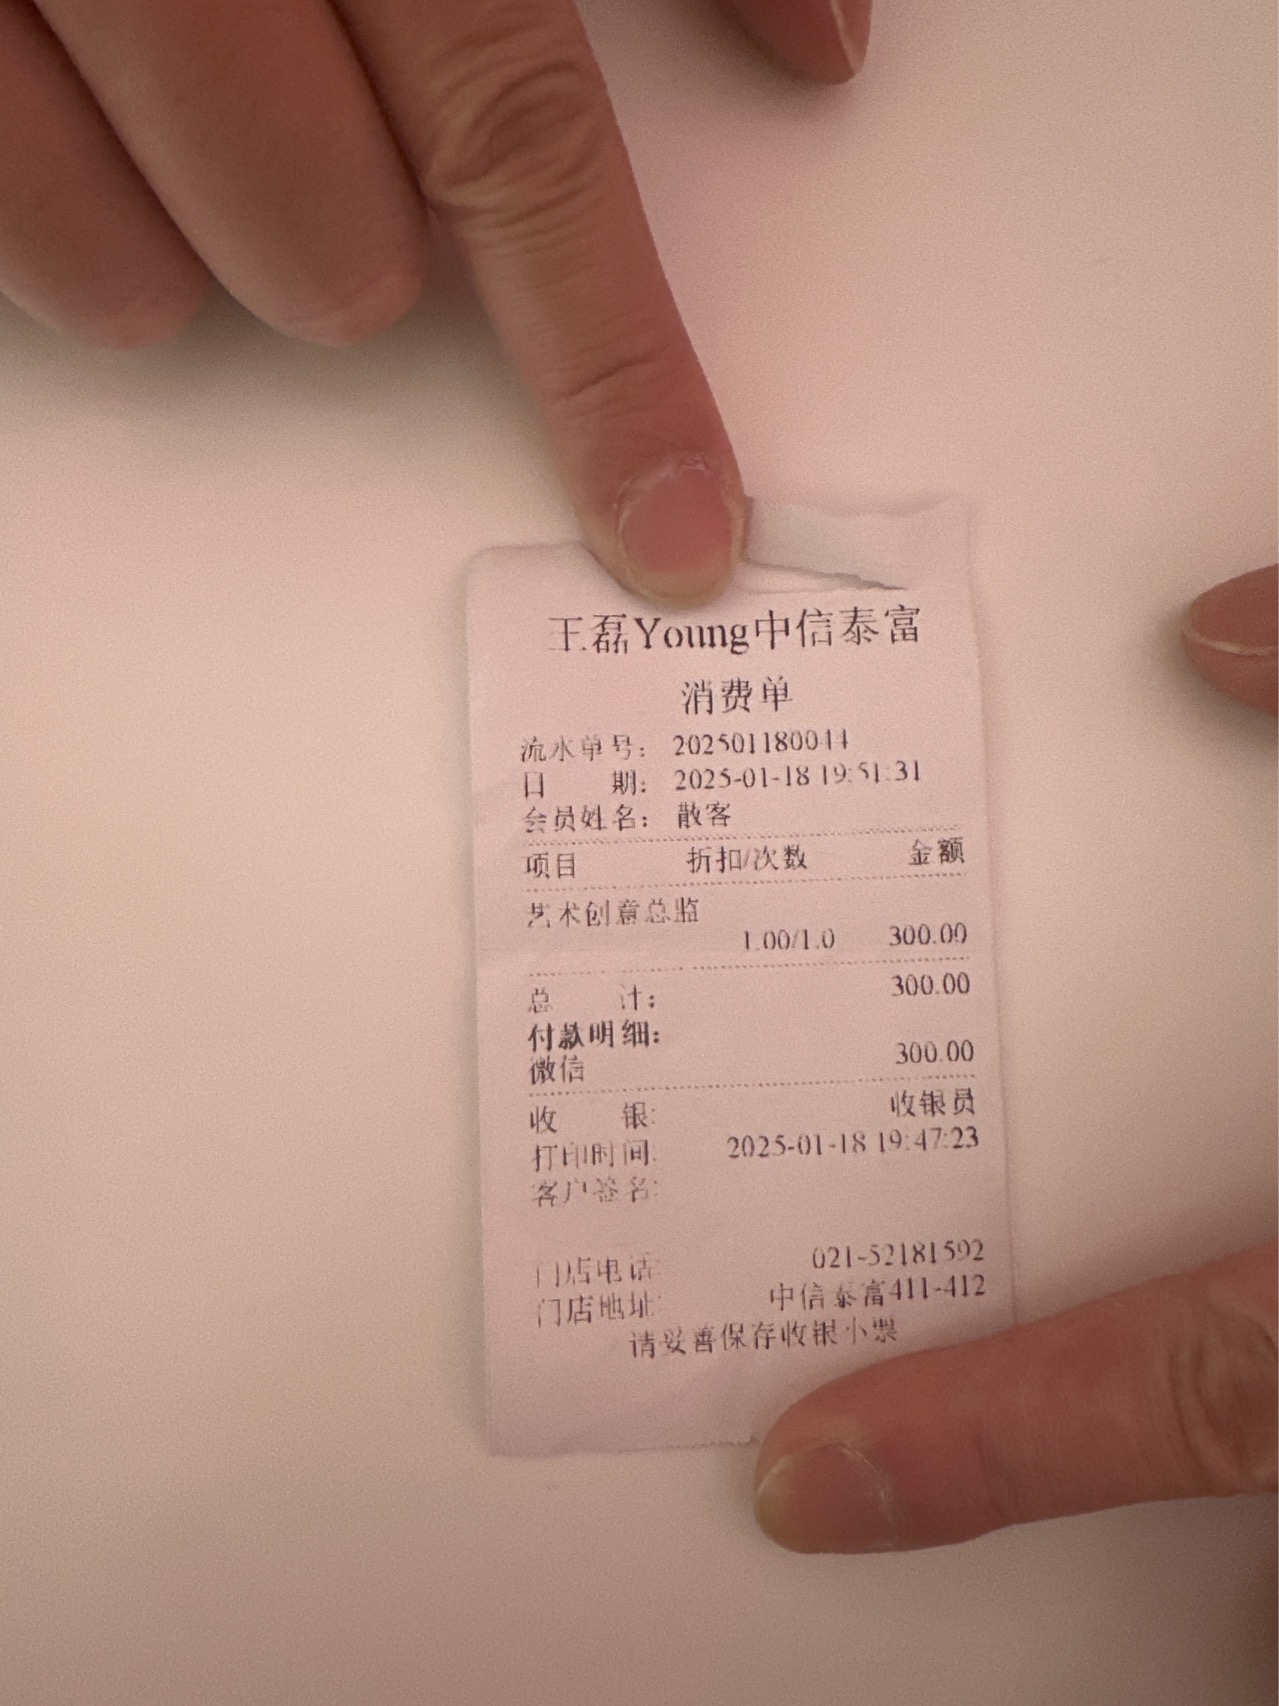 王磊Young中信泰富
消费单
流水单号： 202501180044
日 期： 2025-01-18 19:51:31
会员姓名： 散客
项目 折扣/次数 金额
艺术创意总监
1.00/1.0 300.00
总 计： 300.00
付款明细：
微信 300.00
收 银: 收银员
打印时间: 2025-01-18 19:47:23
客户签名:
门店电话: 021-52181592
门店地址: 中信泰富411-412
请妥善保存收银小票